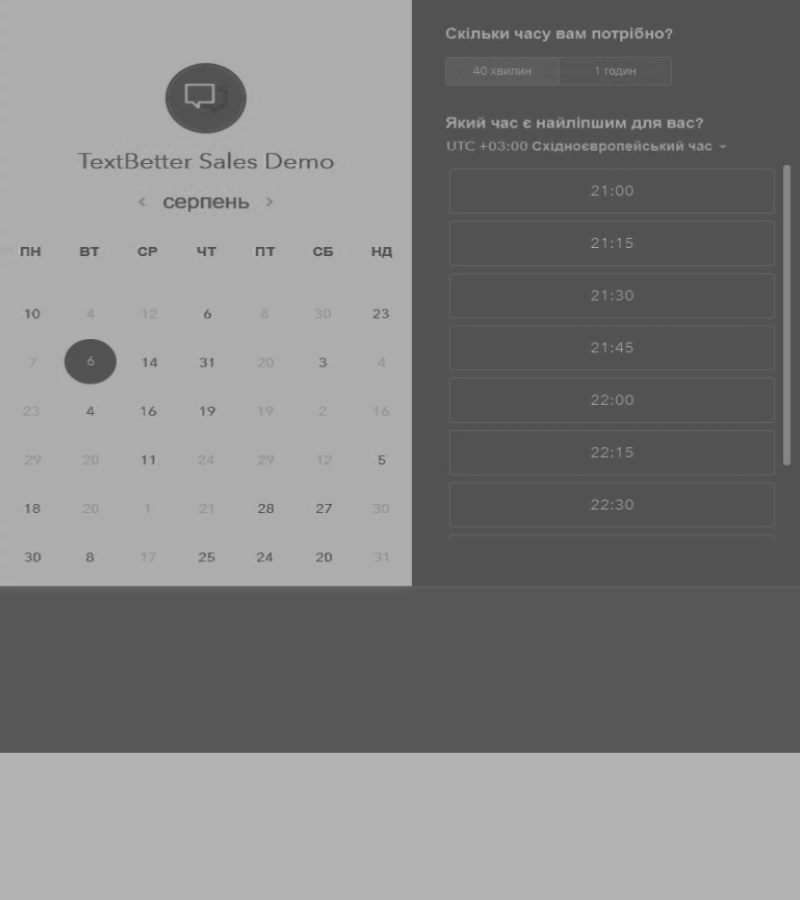 TextBetter Sales Demo
серпень
ПН ВТ СР ЧТ ПТ СБ НД
10 4 12 6 8 30 23
7 6 14 31 20 3 4
23 4 16 19 19 2 16
29 20 11 24 29 12 5
18 20 1 21 28 27 30
30 8 17 25 24 20 31
Скільки часу вам потрібно?
40 хвилин 1 годин
Який час є найліпшим для вас?
UTC +03:00 Східноєвропейський час
21:00
21:15
21:30
21:45
22:00
22:15
22:30